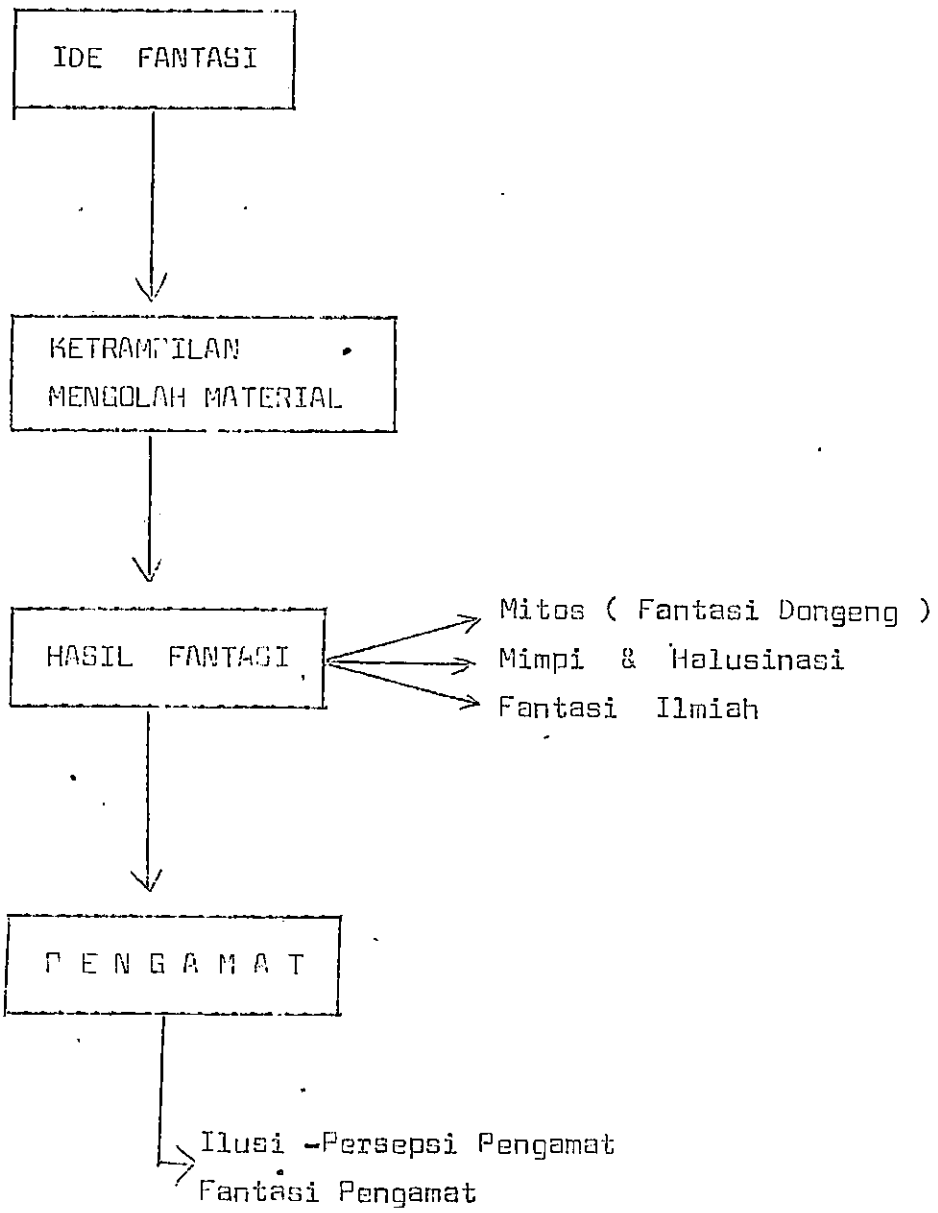 IDE FANTASI
KETRAMPILAN
MENGOLAH MATERIAL
HASIL FANTASI
Mitos ( Fantasi Dongeng )
Mimpi & Halusinasi
Fantasi Ilmiah
P E N G A M A T
Ilusi -Persepsi Pengamat
Fantasi Pengamat